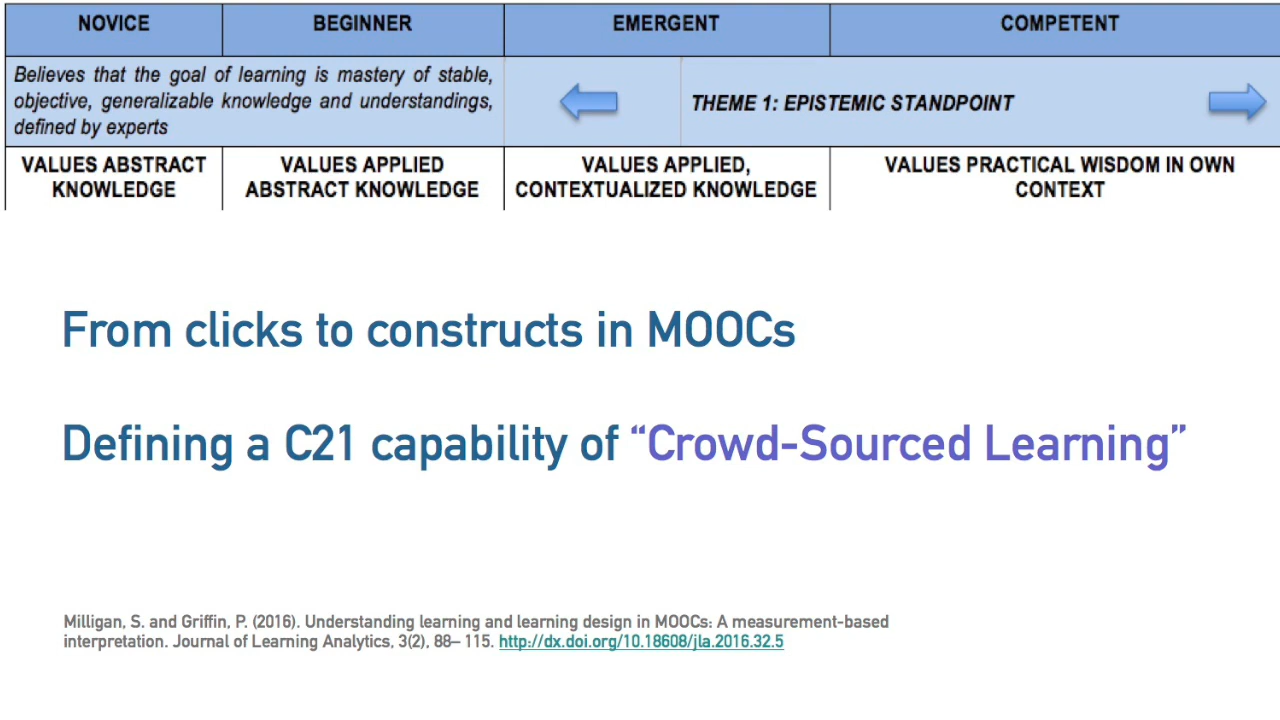 NOVICE
BEGINNER
EMERGENT
COMPETENT
Believes that the goal of learning is mastery of stable,
objective, generalizable knowledge and understandings,
defined by experts
THEME 1: EPISTEMIC STANDPOINT
VALUES ABSTRACT
KNOWLEDGE
VALUES APPLIED
ABSTRACT KNOWLEDGE
VALUES APPLIED,
CONTEXTUALIZED KNOWLEDGE
VALUES PRACTICAL WISDOM IN OWN
CONTEXT
From clicks to constructs in MOOCs
Defining a C21 capability of “Crowd-Sourced Learning”
Milligan, S. and Griffin, P. (2016). Understanding learning and learning design in MOOCs: A measurement-based
interpretation. Journal of Learning Analytics, 3(2), 88– 115. http://dx.doi.org/10.18608/jla.2016.32.5